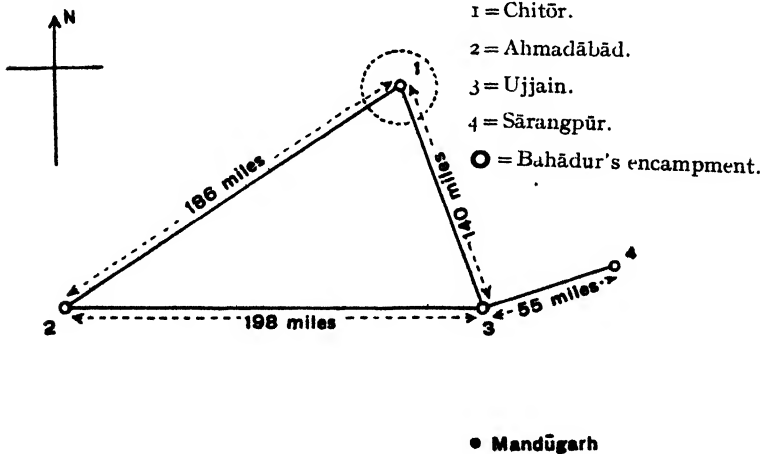 N
1 = Chitōr.
2 = Ahmadābād.
3 = Ujjain.
4 = Sārangpūr.
O = Bahādur's encampment.
1
186 miles
140 miles
4
2
198 miles
3
55 miles
Mandūgarh